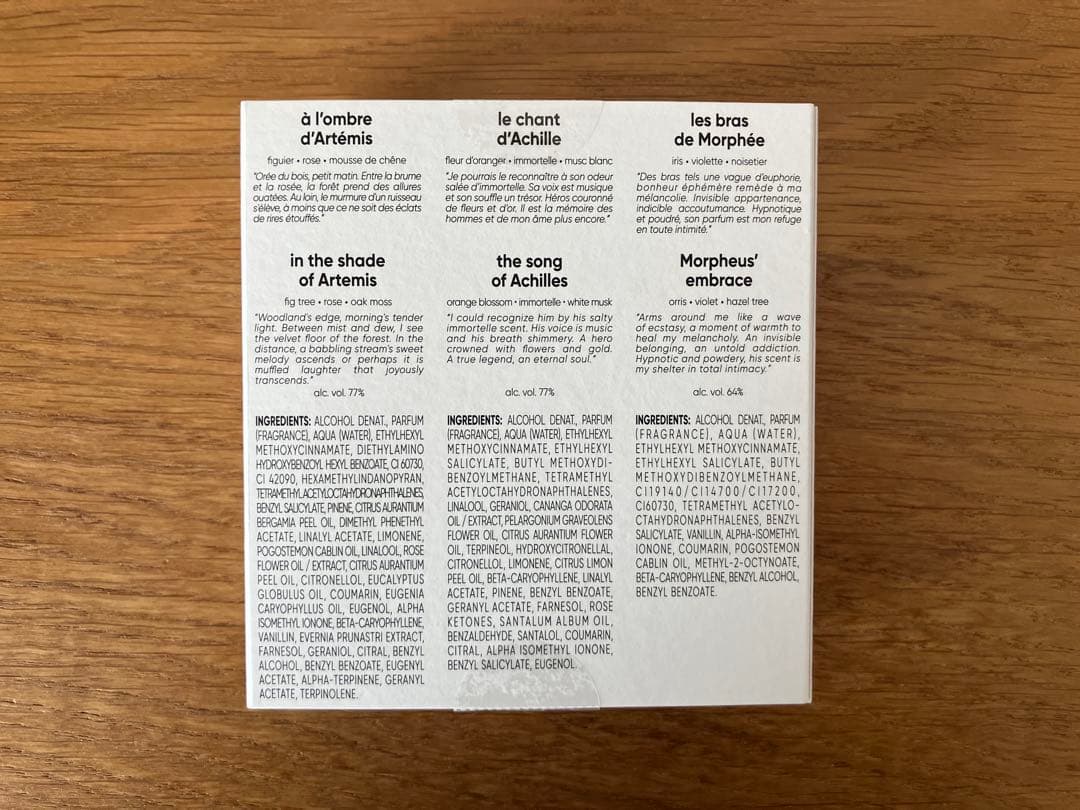 à l'ombre
d'Artémis
figuier • rose • mousse de chêne
"Orée du bois, petit matin. Entre la brume
et la rosée, la forêt prend des allures
ouatées. Au loin, le murmure d'un ruisseau
s'élève, à moins que ce ne soit des éclats
de rires étouffés."
in the shade
of Artemis
fig tree • rose • oak moss
"Woodland's edge, morning's tender
light. Between mist and dew, I see
the velvet floor of the forest. In the
distance, a babbling stream's sweet
melody ascends or perhaps it is
muffled laughter that joyously
transcends."
alc. vol. 77%
INGREDIENTS: ALCOHOL DENAT., PARFUM
(FRAGRANCE), AQUA (WATER), ETHYLHEXYL
METHOXYCINNAMATE, DIETHYLAMINO
HYDROXYBENZOYL HEXYL BENZOATE, CI 60730,
CI 42090, HEXAMETHYLINDANOPYRAN,
TETRAMETHYLACETYLOCTAHYDRONAPHTHALENES,
BENZYL SALICYLATE, PINENE, CITRUS AURANTIUM
BERGAMIA PEEL OIL, DIMETHYL PHENETHYL
ACETATE, LINALYL ACETATE, LIMONENE,
POGOSTEMON CABLIN OIL, LINALOOL, ROSE
FLOWER OIL / EXTRACT, CITRUS AURANTIUM
PEEL OIL, CITRONELLOL, EUCALYPTUS
GLOBULUS OIL, COUMARIN, EUGENIA
CARYOPHYLLUS OIL, EUGENOL, ALPHA
ISOMETHYL IONONE, BETA-CARYOPHYLLENE,
VANILLIN, EVERNIA PRUNASTRI EXTRACT,
FARNESOL, GERANIOL, CITRAL, BENZYL
ALCOHOL, BENZYL BENZOATE, EUGENYL
ACETATE, ALPHA-TERPINENE, GERANYL
ACETATE, TERPINOLENE.
le chant
d'Achille
fleur d'oranger • immortelle • musc blanc
"Je pourrais le reconnaître à son odeur
salée d'immortelle. Sa voix est musique
et son souffle un trésor. Héros couronné
de fleurs et d'or. Il est la mémoire des
hommes et de mon âme plus encore."
the song
of Achilles
orange blossom • immortelle • white musk
"I could recognize him by his salty
immortelle scent. His voice is music
and his breath shimmery. A hero
crowned with flowers and gold.
A true legend, an eternal soul."
alc. vol. 77%
INGREDIENTS: ALCOHOL DENAT., PARFUM
(FRAGRANCE), AQUA (WATER), ETHYLHEXYL
METHOXYCINNAMATE, ETHYLHEXYL
SALICYLATE, BUTYL METHOXYDI-
BENZOYLMETHANE, TETRAMETHYL
ACETYLOCTAHYDRONAPHTHALENES,
LINALOOL, GERANIOL, CANANGA ODORATA
OIL / EXTRACT, PELARGONIUM GRAVEOLENS
FLOWER OIL, CITRUS AURANTIUM FLOWER
OIL, TERPINEOL, HYDROXYCITRONELLAL,
CITRONELLOL, LIMONENE, CITRUS LIMON
PEEL OIL, BETA-CARYOPHYLLENE, LINALYL
ACETATE, PINENE, BENZYL BENZOATE,
GERANYL ACETATE, FARNESOL, ROSE
KETONES, SANTALUM ALBUM OIL,
BENZALDEHYDE, SANTALOL, COUMARIN,
CITRAL, ALPHA ISOMETHYL IONONE,
BENZYL SALICYLATE, EUGENOL.
les bras
de Morphée
iris • violette • noisetier
"Des bras tels une vague d'euphorie,
bonheur éphémère remède à ma
mélancolie. Invisible appartenance,
indicible accoutumance. Hypnotique
et poudré, son parfum est mon refuge
en toute intimité."
Morpheus'
embrace
orris • violet • hazel tree
"Arms around me like a wave
of ecstasy, a moment of warmth to
heal my melancholy. An invisible
belonging, an untold addiction.
Hypnotic and powdery, his scent is
my shelter in total intimacy."
alc. vol. 64%
INGREDIENTS: ALCOHOL DENAT., PARFUM
(FRAGRANCE), AQUA (WATER),
ETHYLHEXYL METHOXYCINNAMATE,
ETHYLHEXYL SALICYLATE, BUTYL
METHOXYDIBENZOYLMETHANE,
CI19140/CI14700/CI17200,
CI60730, TETRAMETHYL ACETYLO-
CTAHYDRONAPHTHALENES, BENZYL
SALICYLATE, VANILLIN, ALPHA-ISOMETHYL
IONONE, COUMARIN, POGOSTEMON
CABLIN OIL, METHYL-2-OCTYNOATE,
BETA-CARYOPHYLLENE, BENZYL ALCOHOL,
BENZYL BENZOATE.